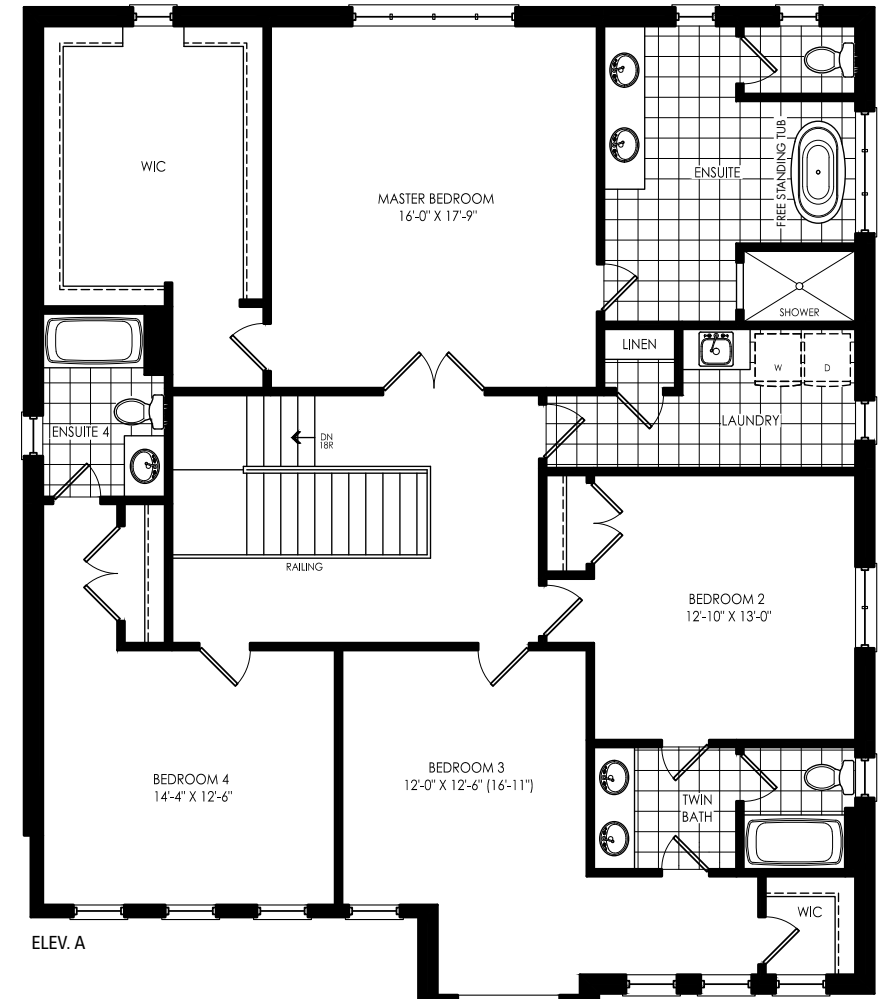 WIC
MASTER BEDROOM
16'-0" X 17'-9"
ENSUITE
FREE STANDING TUB
SHOWER
LINEN
W
D
LAUNDRY
ENSUITE 4
DN
18R
RAILING
BEDROOM 2
12'-10" X 13'-0"
BEDROOM 4
14'-4" X 12'-6"
BEDROOM 3
12'-0" X 12'-6" (16'-11")
TWIN
BATH
WIC
ELEV. A